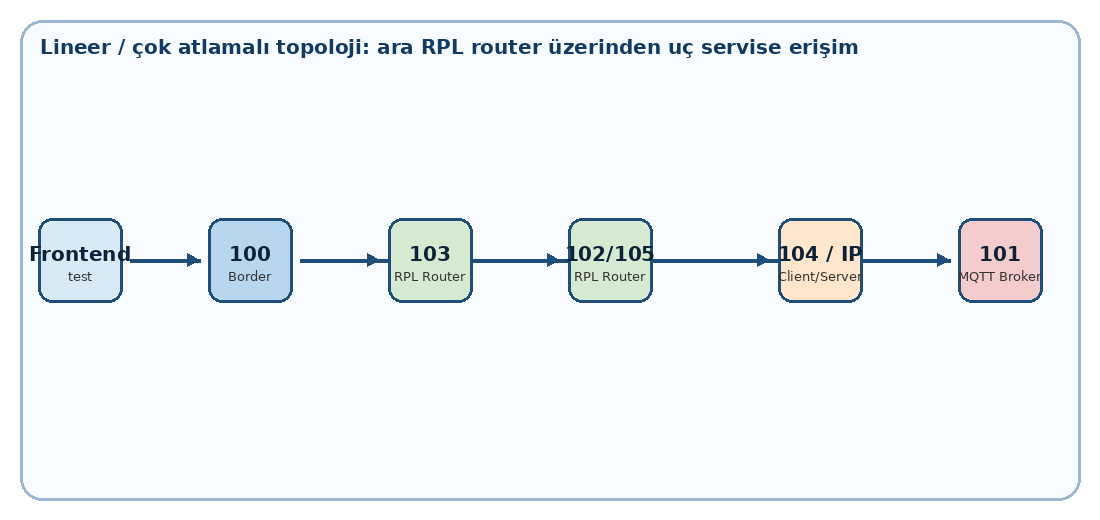 Lineer / çok atlamalı topoloji: ara RPL router üzerinden uç servise erişim
Frontend
test
100
Border
103
RPL Router
102/105
RPL Router
104 / IP
Client/Server
101
MQTT Broker